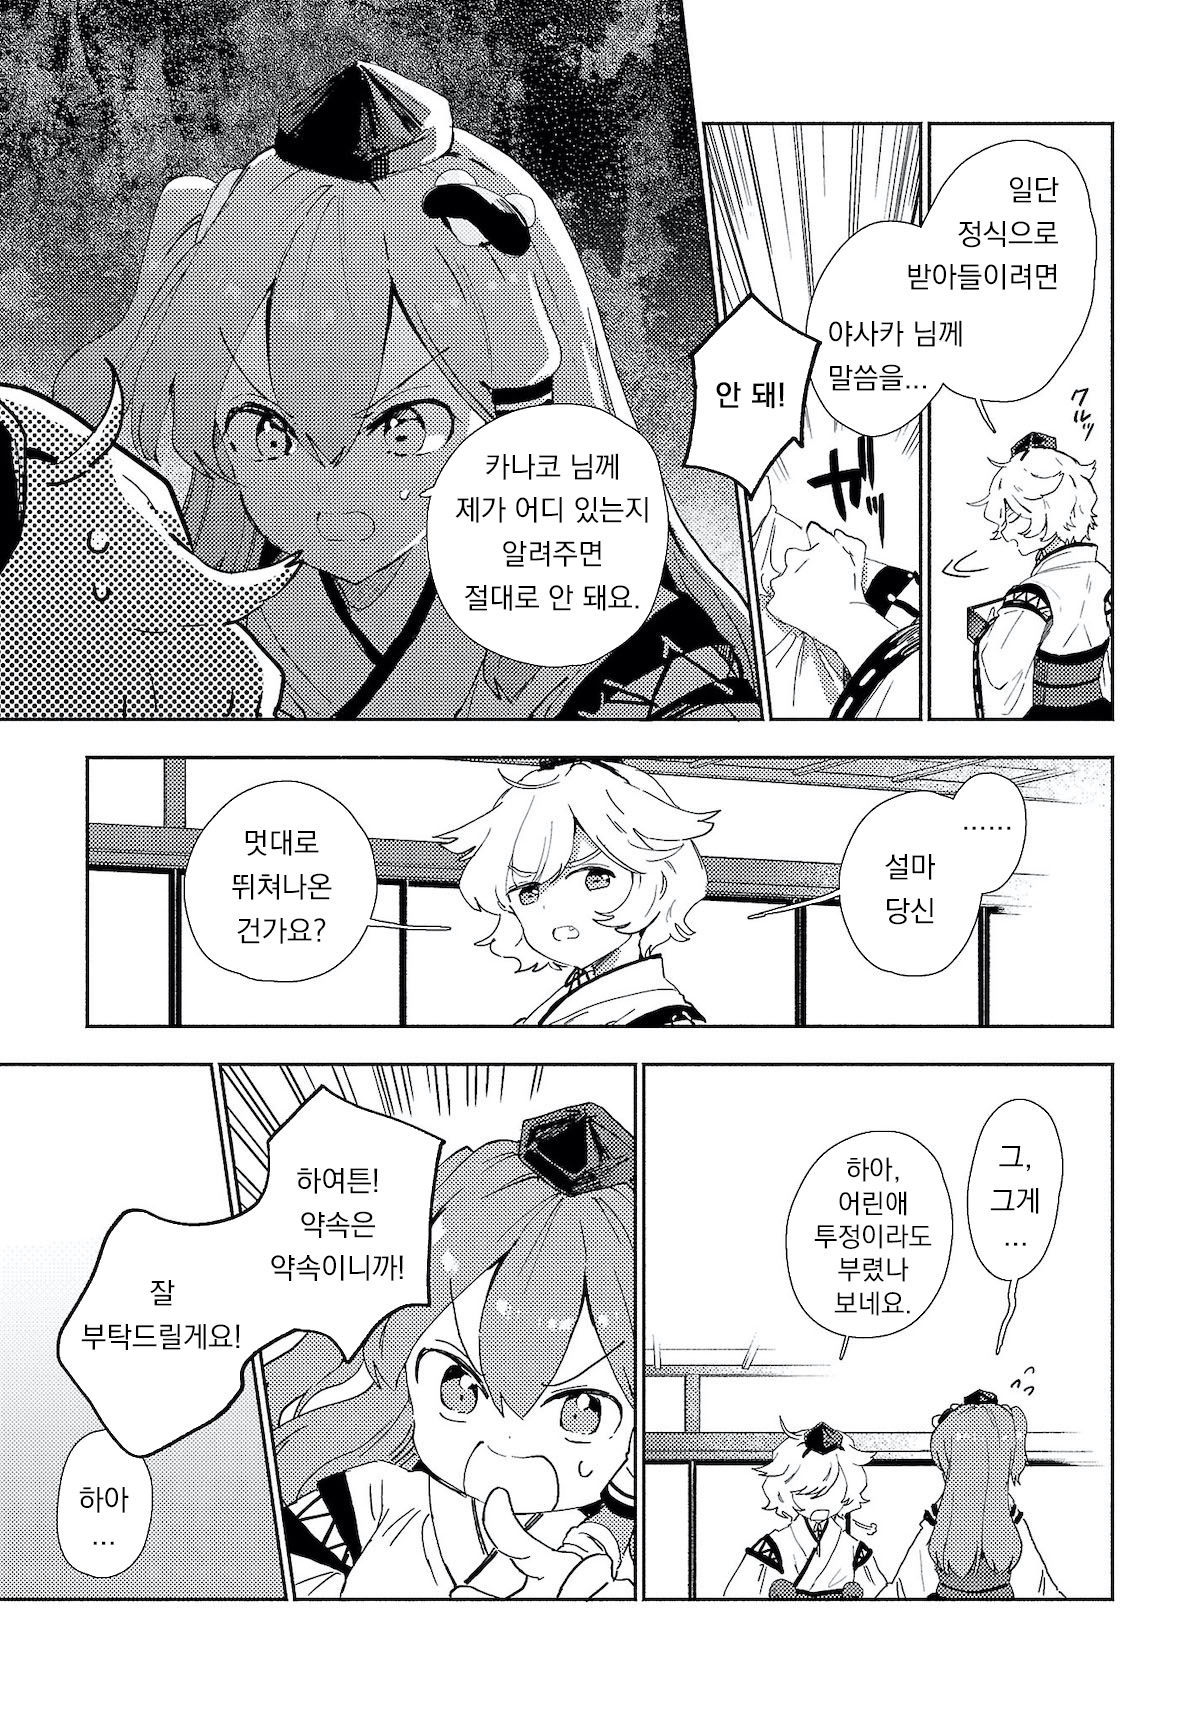 일단
정식으로
받아들이려면
야사카 님께
말씀을...
クルッ
안 돼!
ガッ
카나코 님께
제가 어디 있는지
알려주면
절대로 안 돼요.
......
설마
당신
멋대로
뛰쳐나온
건가요?
그,
그게
...
하아,
어린애
투정이라도
부렸나
보네요.
하여튼!
약속은
약속이니까!
잘
부탁드릴게요!
하아
...